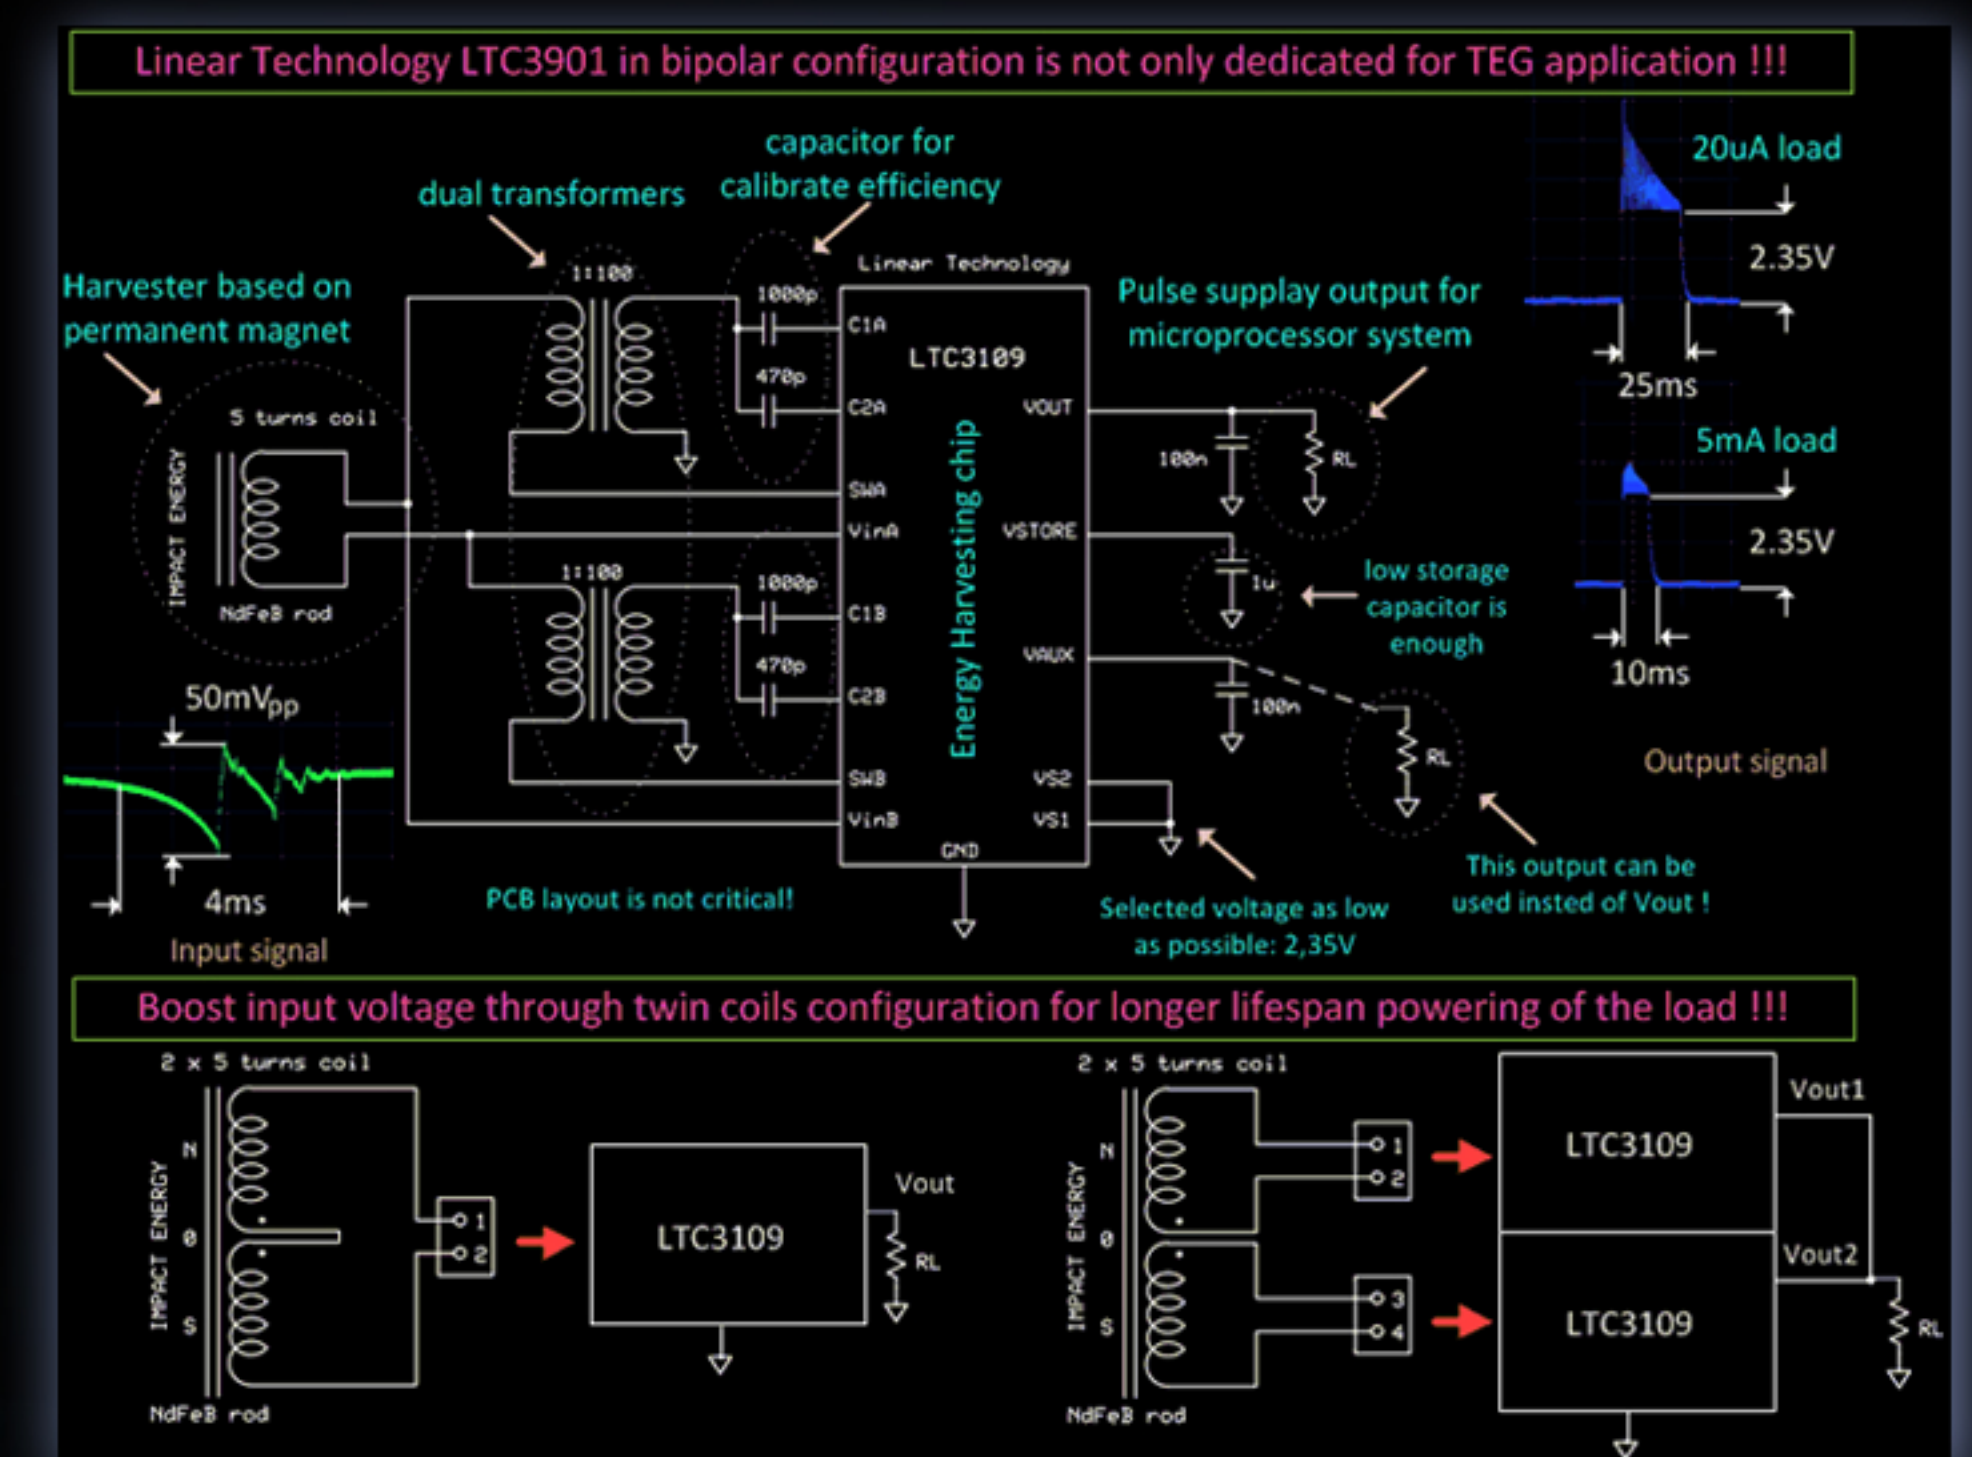 Linear Technology LTC3901 in bipolar configuration is not only dedicated for TEG application !!!
capacitor for
calibrate efficiency
dual transformers
Harvester based on
permanent magnet
1:100
1000p
470p
Linear Technology
C1A
C2A
LTC3109
VOUT
SWA
VinA
VSTORE
Energy Harvesting chip
5 turns coil
IMPACT ENERGY
NdFeB rod
1:100
1000p
470p
C1B
C2B
VAUX
SWB
VinB
VS2
VS1
GND
Pulse supplay output for
microprocessor system
100n
RL
1u
low storage
capacitor is
enough
100n
RL
20uA load
2.35V
25ms
5mA load
2.35V
10ms
Output signal
This output can be
used insted of Vout !
Selected voltage as low
as possible: 2,35V
PCB layout is not critical!
50mVpp
4ms
Input signal
Boost input voltage through twin coils configuration for longer lifespan powering of the load !!!
2 x 5 turns coil
IMPACT ENERGY
N
0
S
NdFeB rod
1
2
LTC3109
Vout
RL
2 x 5 turns coil
IMPACT ENERGY
N
0
S
NdFeB rod
1
2
3
4
LTC3109
LTC3109
Vout1
Vout2
RL